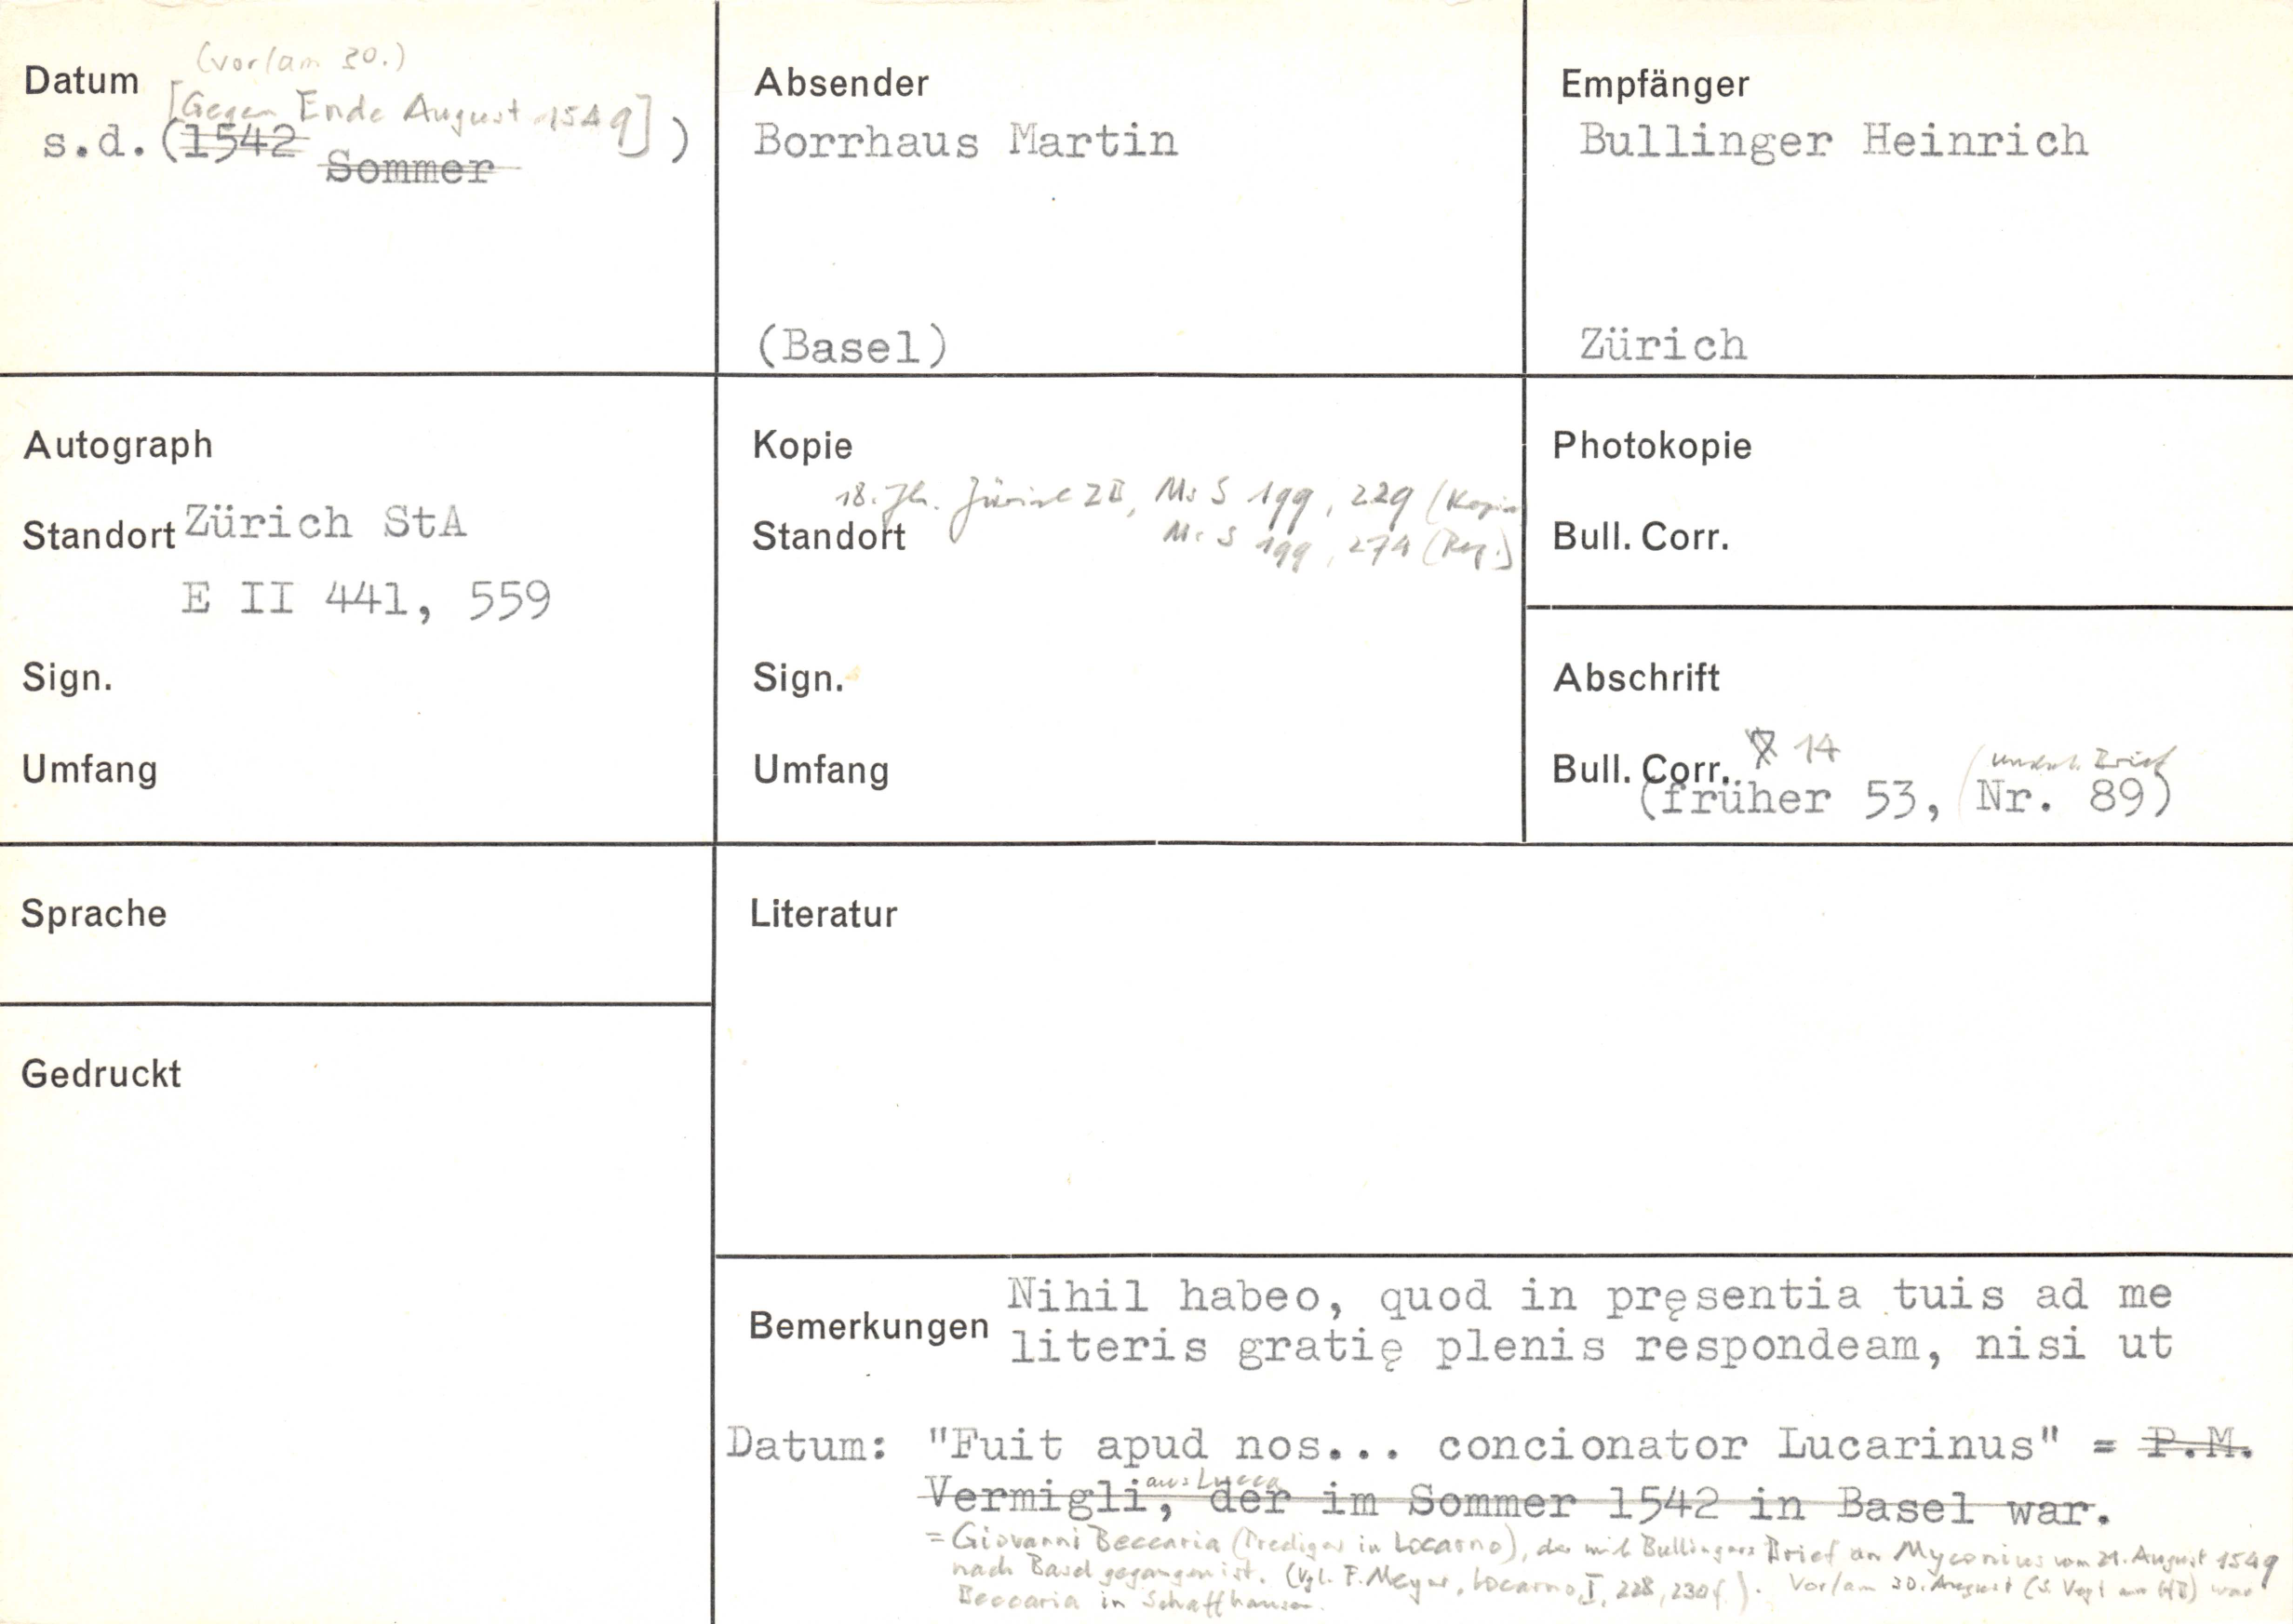 Datum
(vor/am 30.)
[Gegen Ende August 1549]
s.d. (1542 )
Sommer
Absender
Borrhaus Martin
(Basel)
Empfänger
Bullinger Heinrich
Zürich
Autograph
Standort Zürich StA
E II 441, 559
Sign.
Umfang
Kopie
18. Jh. Zürich ZB, Ms S 199, 229 (Kopie
Standort
Ms S 199, 274 (Reg.)
Sign.
Umfang
Photokopie
Bull. Corr.
Abschrift
Bull. Corr. 14
Brief
(früher 53, (Nr. 89)
Sprache
Gedruckt
Literatur
Bemerkungen
Nihil habeo, quod in pręsentia tuis ad me
literis gratię plenis respondeam, nisi ut
Datum: "Fuit apud nos... concionator Lucarinus" = P.M.
aus Lucca
Vermigli, der im Sommer 1542 in Basel war.
= Giovanni Beccaria (Prediger in Locarno), der mit Bullingers Brief an Myconius vom 21. August 1549
nach Basel gegangen ist. (Vgl. F. Meyer, Locarno, I, 228, 230f.). Vor/am 30. August (s. Vogt an HB) war
Beccaria in Schaffhausen.